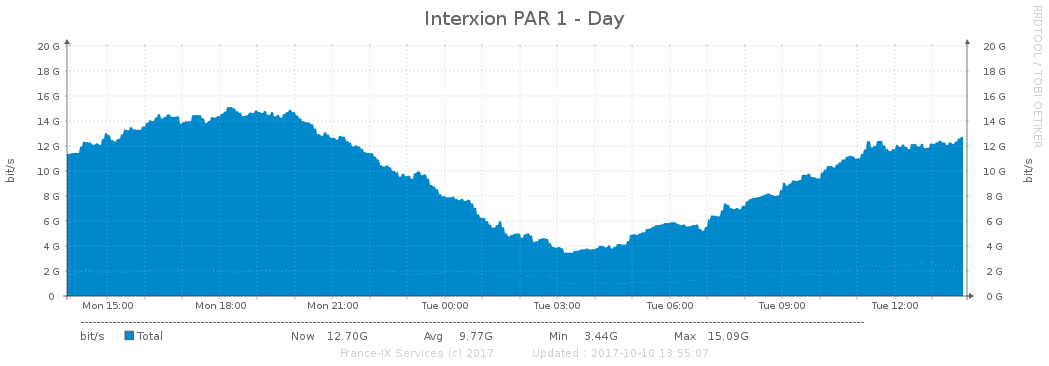 Interxion PAR 1 - Day
RRDTOOL / TOBI OETIKER
20 G 20 G
18 G 18 G
16 G 16 G
14 G 14 G
12 G 12 G
10 G 10 G
8 G 8 G
6 G 6 G
4 G 4 G
2 G 2 G
0 0 G
bit/s
bit/s
Mon 15:00 Mon 18:00 Mon 21:00 Tue 00:00 Tue 03:00 Tue 06:00 Tue 09:00 Tue 12:00
bit/s Total Now 12.70G Avg 9.77G Min 3.44G Max 15.09G
France-IX Services (c) 2017 Updated : 2017-10-10 13:55:07